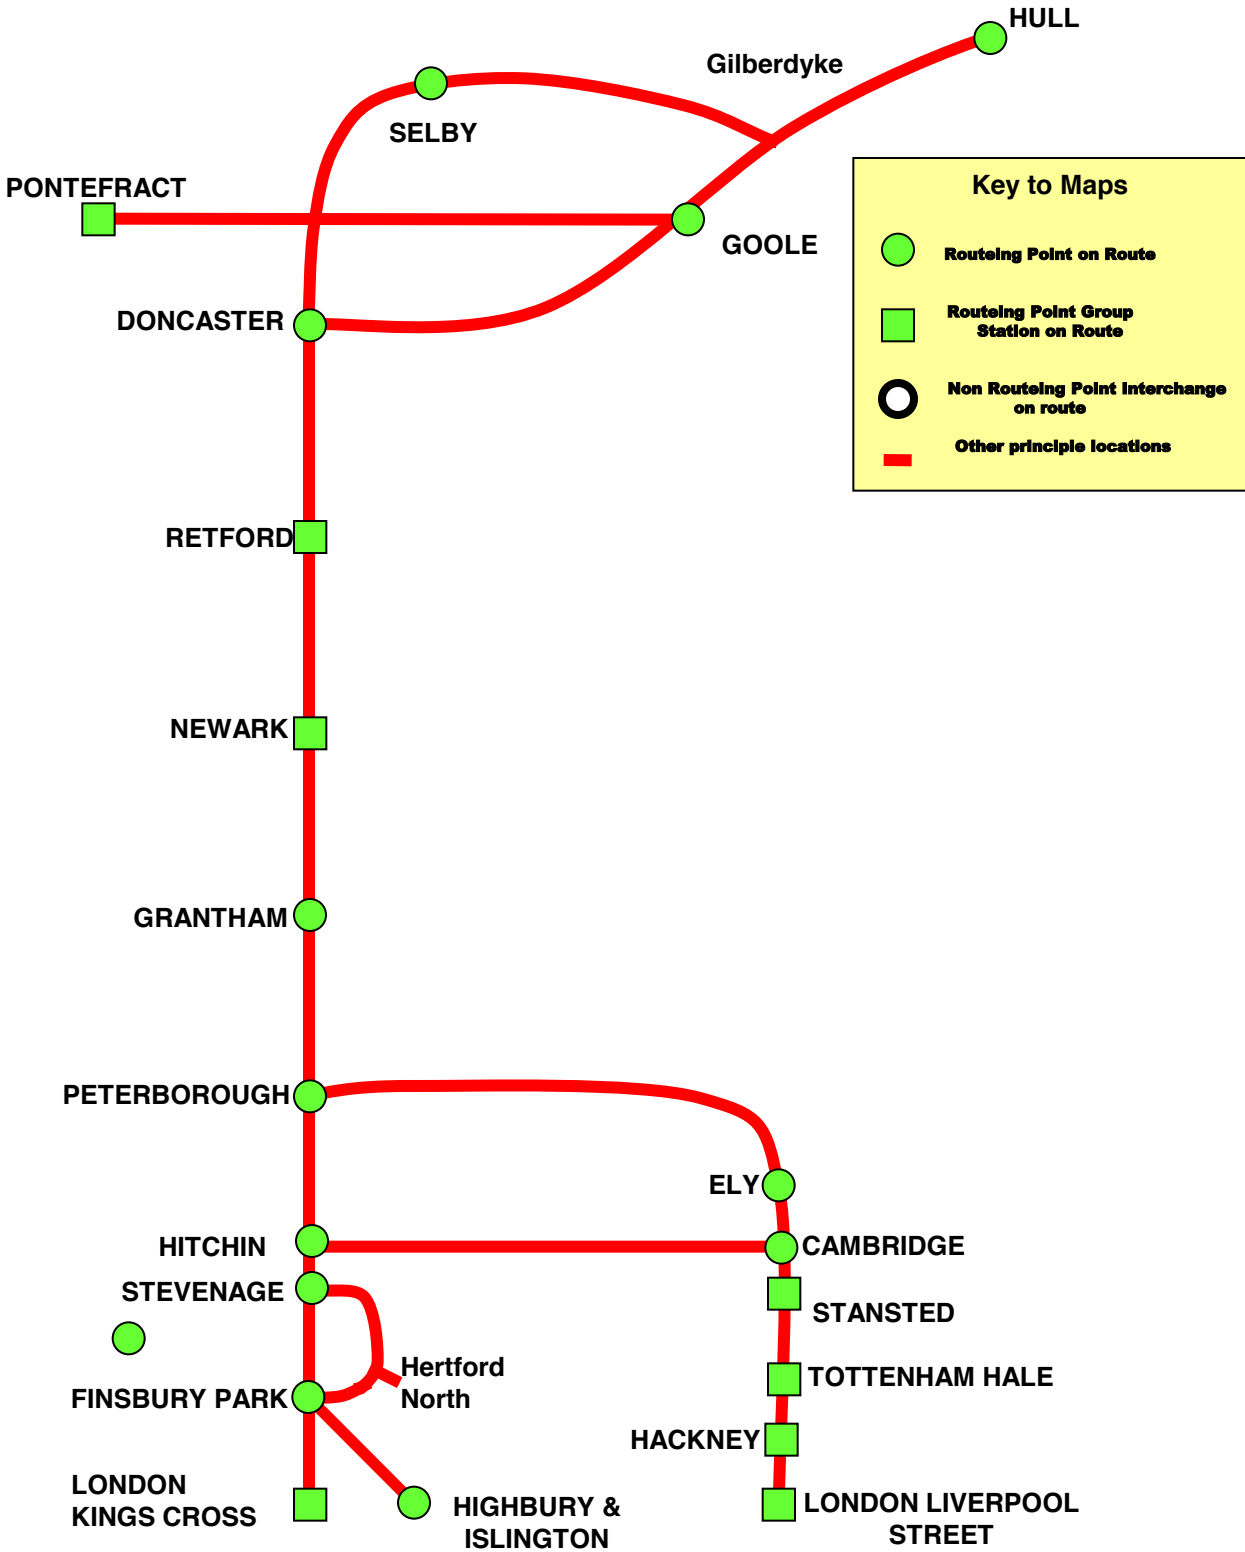 HULL
Gilberdyke
SELBY
PONTEFRACT
GOOLE
DONCASTER
Key to Maps
Routeing Point on Route
Routeing Point Group
Station on Route
Non Routeing Point Interchange
on route
Other principle locations
RETFORD
NEWARK
GRANTHAM
PETERBOROUGH
ELY
HITCHIN
CAMBRIDGE
STEVENAGE
STANSTED
Hertford
North
TOTTENHAM HALE
FINSBURY PARK
HACKNEY
LONDON
KINGS CROSS
HIGHBURY &
ISLINGTON
LONDON LIVERPOOL
STREET